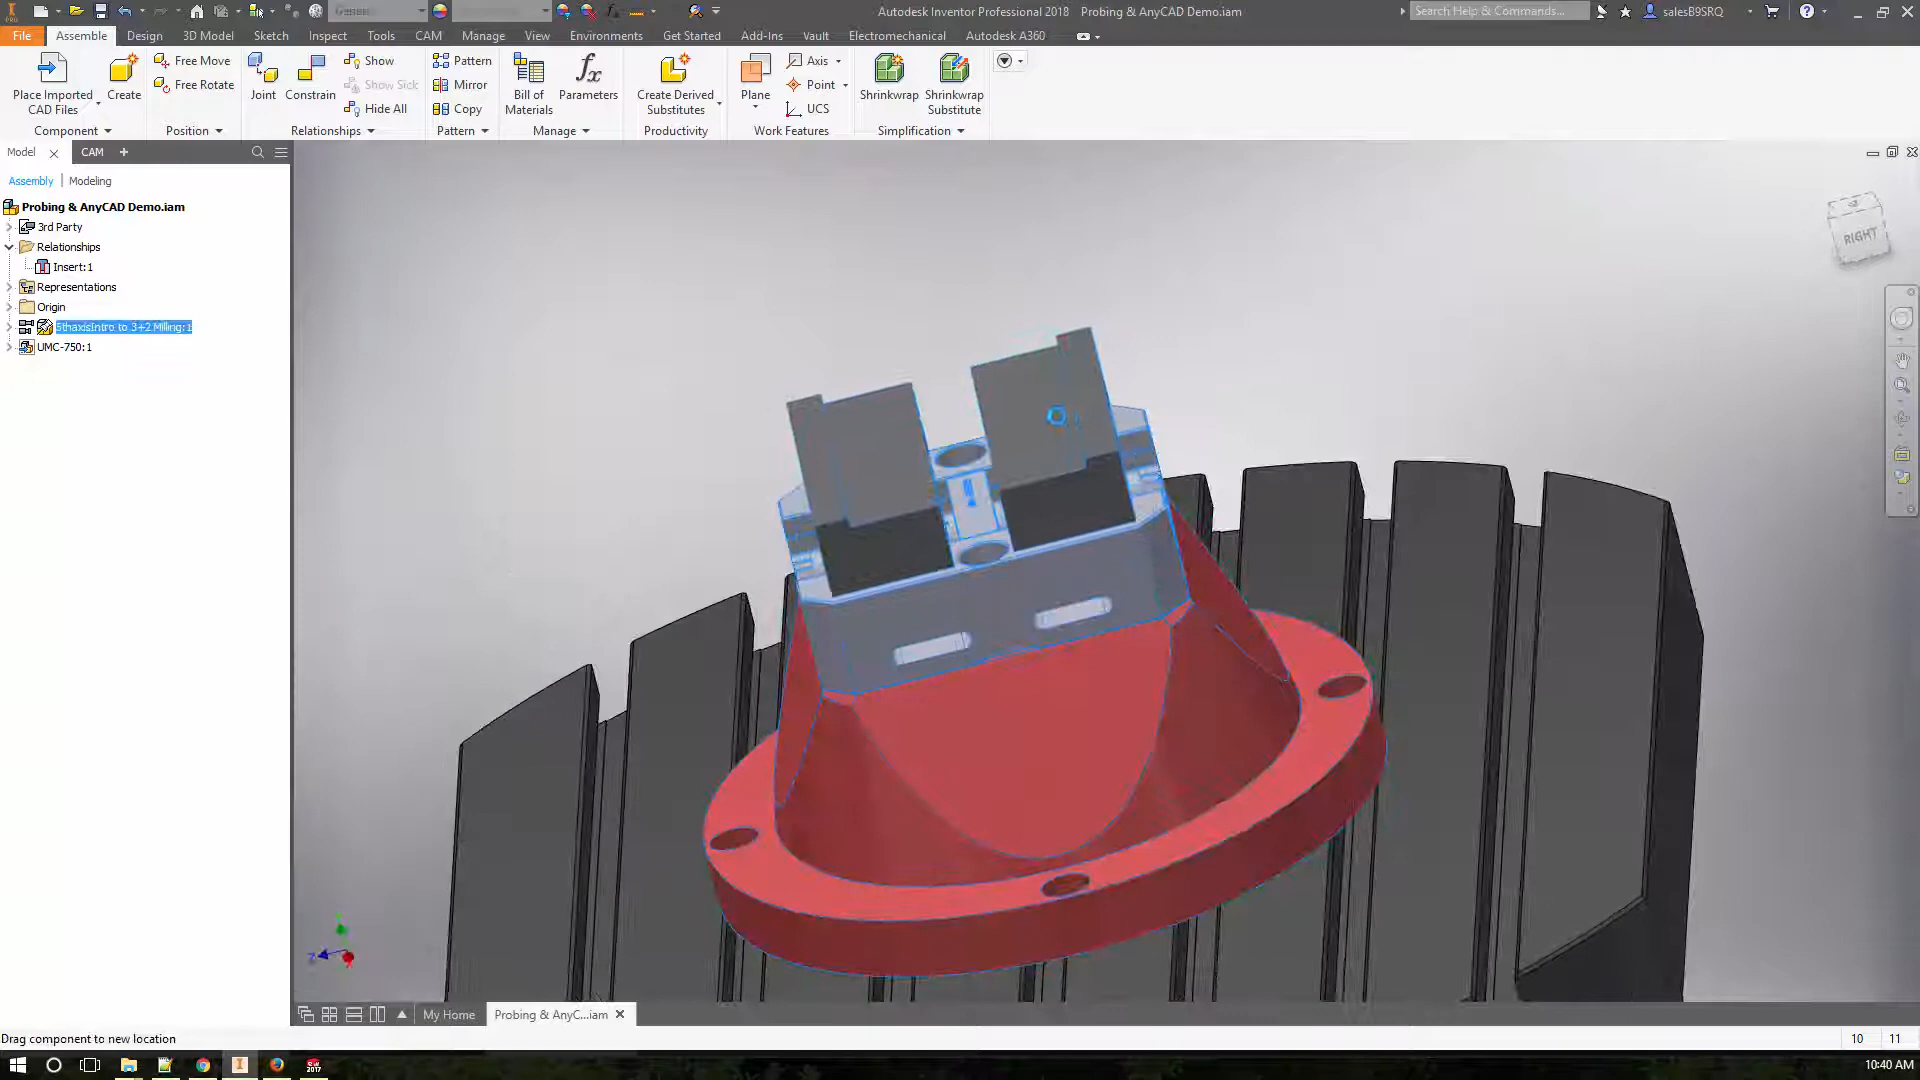 Autodesk Inventor Professional 2018 Probing & AnyCAD Demo.iam
Search Help & Commands...
salesB9SRQ
File Assemble Design 3D Model Sketch Inspect Tools CAM Manage View Environments Get Started Add-Ins Vault Electromechanical Autodesk A360
Place Imported
CAD Files
Create
Free Move
Free Rotate
Joint
Constrain
Show
Show Sick
Hide All
Pattern
Mirror
Copy
Bill of
Materials
fx
Parameters
Create Derived
Substitutes
Plane
Axis
Point
UCS
Shrinkwrap
Shrinkwrap
Substitute
Component Position Relationships Pattern Manage Productivity Work Features Simplification
Model CAM
Assembly Modeling
Probing & AnyCAD Demo.iam
3rd Party
Relationships
Insert:1
Representations
Origin
5thaxisIntro to 3+2 Milling:1
UMC-750:1
RIGHT
Z
My Home
Probing & AnyC...iam
Drag component to new location
10 11
10:40 AM